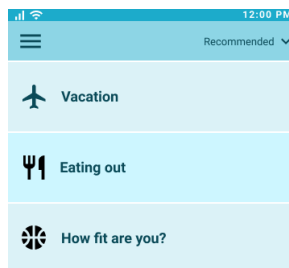 12:00 PM
Recommended
Vacation
Eating out
How fit are you?